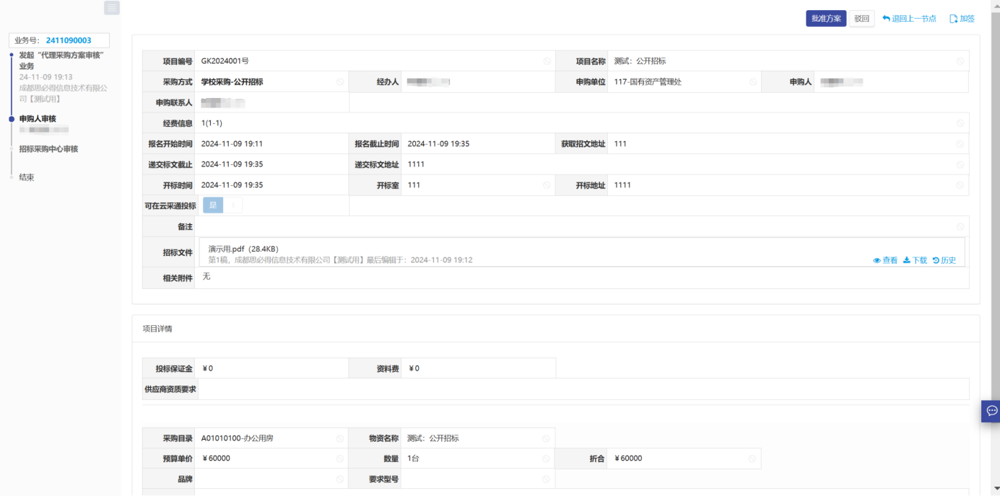 批准方案 驳回 退回上一节点 加签
业务号： 2411090003
发起“代理采购方案审核”
业务
24-11-09 19:13
成都思必得信息技术有限公
司【测试用】
申购人审核
招标采购中心审核
结束
项目编号 GK2024001号 项目名称 测试：公开招标
采购方式 学校采购-公开招标 经办人 申购单位 117-国有资产管理处 申购人
申购联系人
经费信息 1(1-1)
报名开始时间 2024-11-09 19:11 报名截止时间 2024-11-09 19:35 获取招文地址 111
递交标文截止 2024-11-09 19:35 递交标文地址 1111
开标时间 2024-11-09 19:35 开标室 111 开标地址 1111
可在云采通投标 是
备注
招标文件 演示用.pdf（28.4KB）
第1稿，成都思必得信息技术有限公司【测试用】最后编辑于：2024-11-09 19:12 查看 下载 历史
相关附件 无
项目详情
投标保证金 ￥0 资料费 ￥0
供应商资质要求
采购目录 A01010100-办公用房 物资名称 测试：公开招标
预算单价 ￥60000 数量 1台 折合 ￥60000
品牌 要求型号